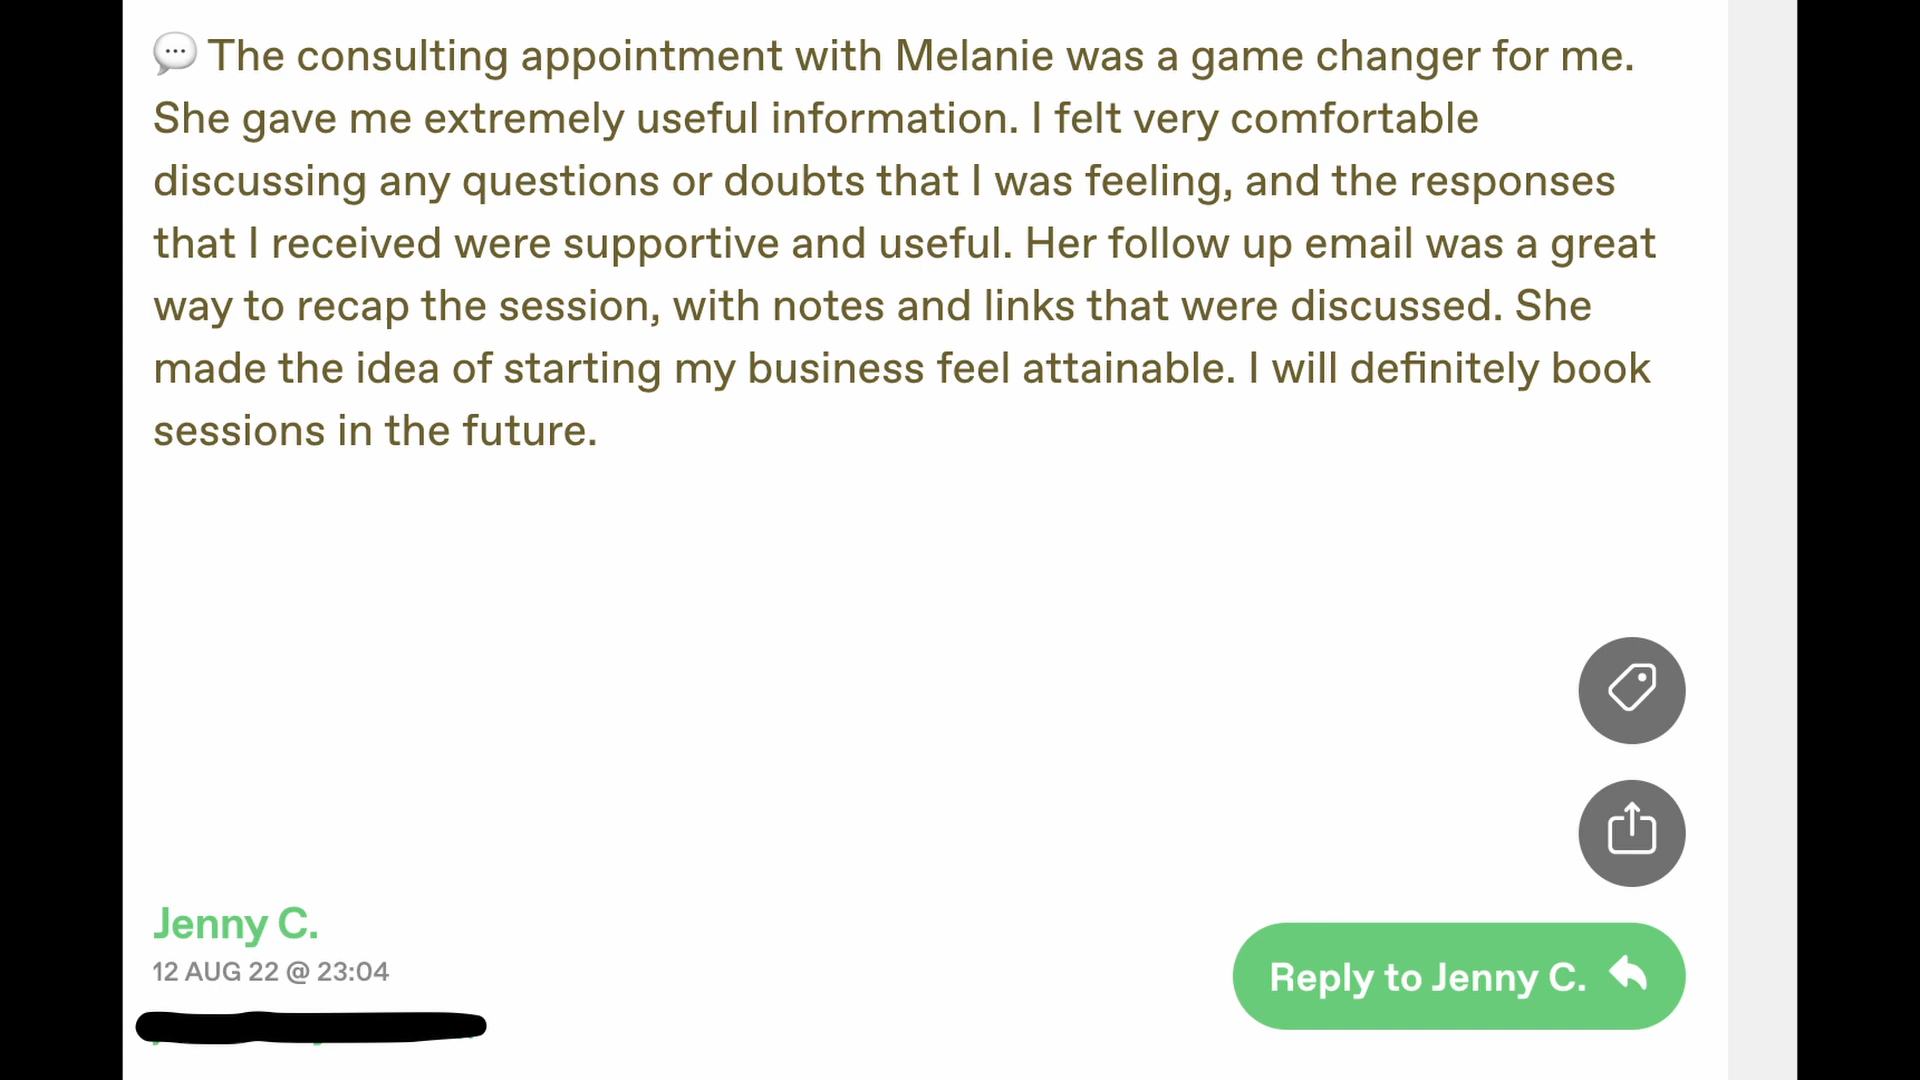 💬 The consulting appointment with Melanie was a game changer for me.
She gave me extremely useful information. I felt very comfortable
discussing any questions or doubts that I was feeling, and the responses
that I received were supportive and useful. Her follow up email was a great
way to recap the session, with notes and links that were discussed. She
made the idea of starting my business feel attainable. I will definitely book
sessions in the future.
Jenny C.
12 AUG 22 @ 23:04
Reply to Jenny C.